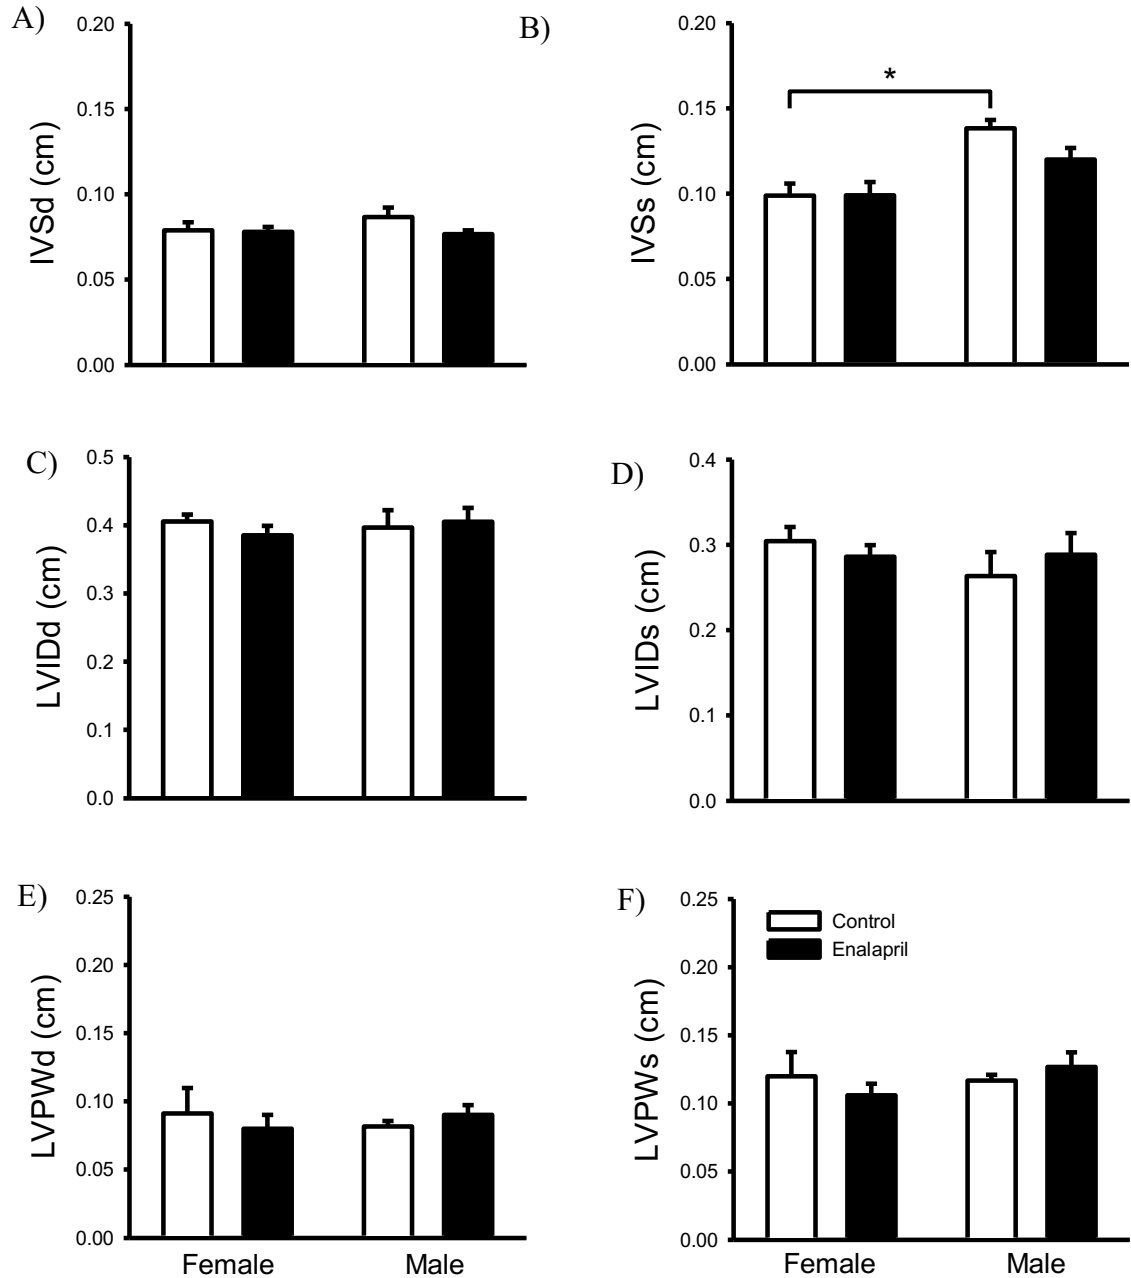 A)
0.20
0.15
0.10
0.05
0.00
IVSd (cm)
B)
0.20
0.15
0.10
0.05
0.00
IVSs (cm)
*
C)
0.5
0.4
0.3
0.2
0.1
0.0
LVIDd (cm)
D)
0.4
0.3
0.2
0.1
0.0
LVIDs (cm)
E)
0.25
0.20
0.15
0.10
0.05
0.00
LVPWd (cm)
Female Male
F)
0.25
0.20
0.15
0.10
0.05
0.00
LVPWs (cm)
Control
Enalapril
Female Male